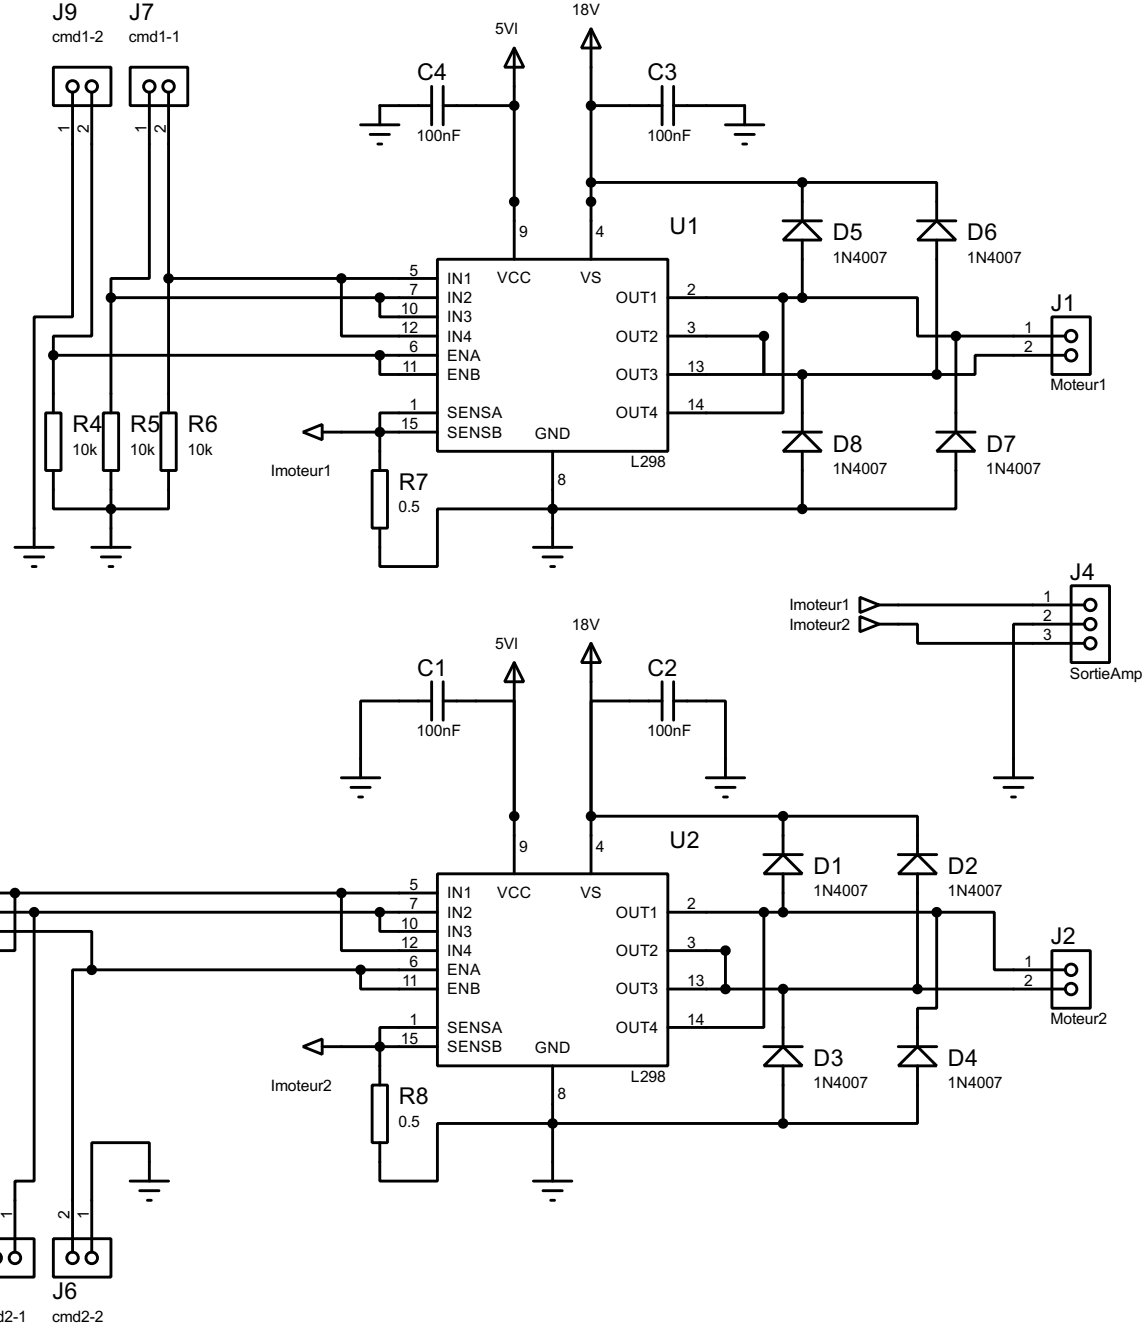 J9 J7
cmd1-2 cmd1-1
1 2 1 2
5VI 18V
C4 C3
100nF 100nF
9 4 U1
D5 D6
1N4007 1N4007
VCC VS
5 IN1
7 IN2 OUT1 2
10 IN3
12 IN4 OUT2 3
6 ENA
11 ENB OUT3 13
1 SENSA OUT4 14
15 SENSB GND
L298
8
J1
1
2
Moteur1
R4 R5 R6
10k 10k 10k
Imoteur1
R7
0.5
D8 D7
1N4007 1N4007
J4
Imoteur1 1
Imoteur2 2
3
SortieAmp
5VI 18V
C1 C2
100nF 100nF
9 4 U2
D1 D2
1N4007 1N4007
VCC VS
5 IN1
7 IN2 OUT1 2
10 IN3
12 IN4 OUT2 3
6 ENA
11 ENB OUT3 13
1 SENSA OUT4 14
15 SENSB GND
L298
8
J2
1
2
Moteur2
Imoteur2
R8
0.5
D3 D4
1N4007 1N4007
1 2 1
J6
d2-1 cmd2-2